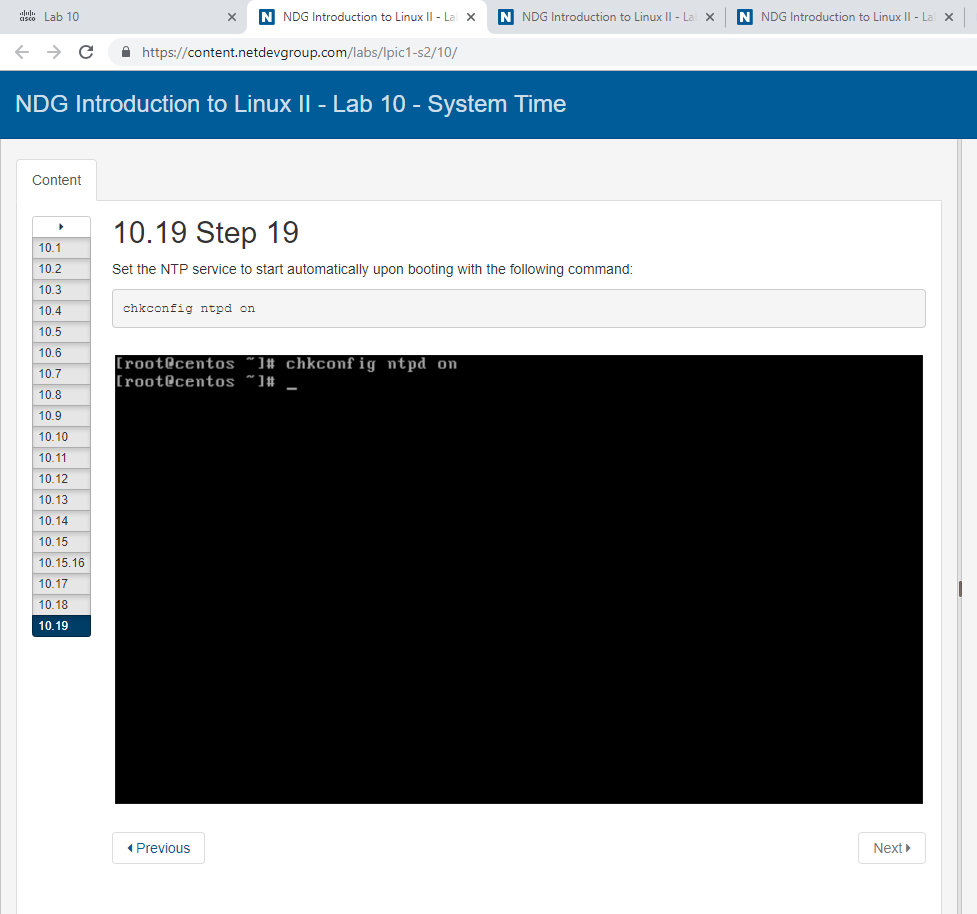 Lab 10
NDG Introduction to Linux II - La
NDG Introduction to Linux II - La
NDG Introduction to Linux II - La
https://content.netdevgroup.com/labs/lpic1-s2/10/
NDG Introduction to Linux II - Lab 10 - System Time
Content
10.1
10.2
10.3
10.4
10.5
10.6
10.7
10.8
10.9
10.10
10.11
10.12
10.13
10.14
10.15
10.15.16
10.17
10.18
10.19
10.19 Step 19
Set the NTP service to start automatically upon booting with the following command:
chkconfig ntpd on
[root@centos ~]# chkconfig ntpd on
[root@centos ~]# _
Previous
Next